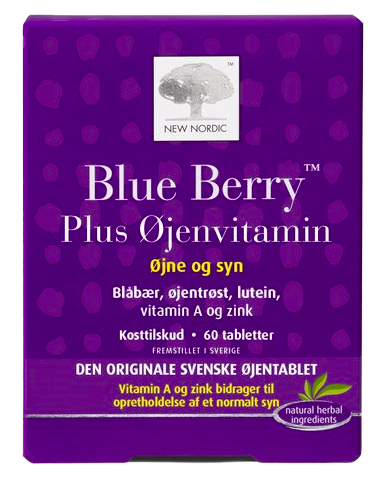 ™
NEW NORDIC
Blue Berry™
Plus Øjenvitamin
Øjne og syn
Blåbær, øjentrøst, lutein,
vitamin A og zink
Kosttilskud • 60 tabletter
FREMSTILLET I SVERIGE
DEN ORIGINALE SVENSKE ØJENTABLET
Vitamin A og zink bidrager til
opretholdelse af et normalt syn
natural herbal
ingredients